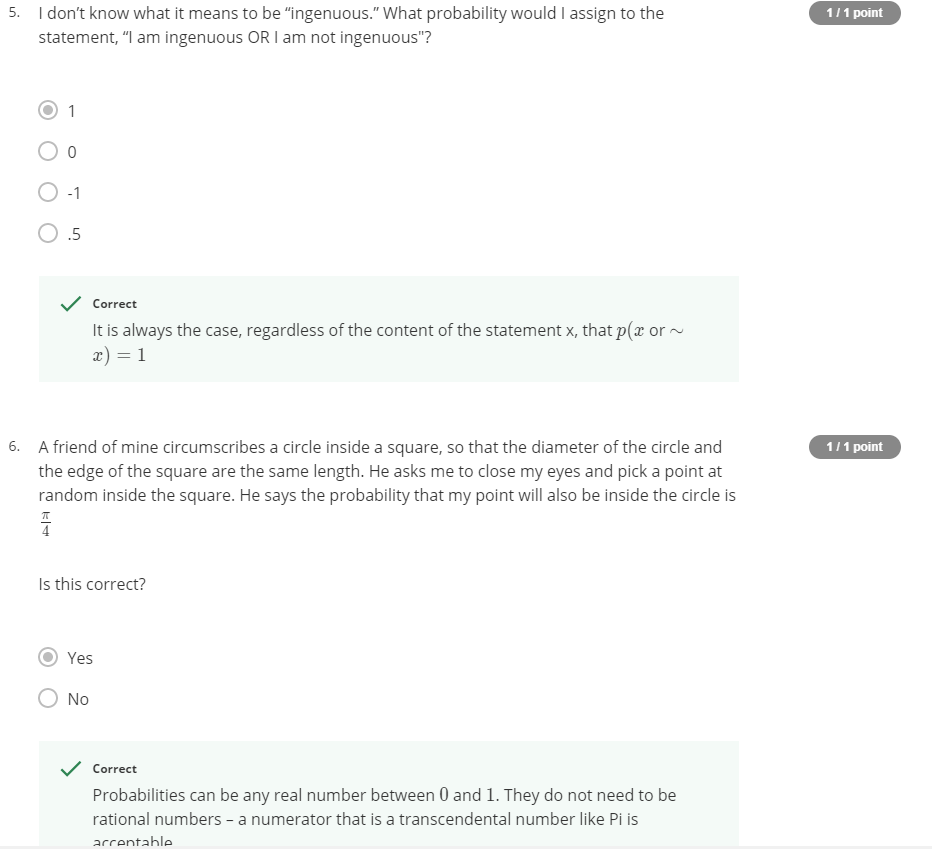 5. I don't know what it means to be “ingenuous.” What probability would I assign to the 1 / 1 point
statement, “I am ingenuous OR I am not ingenuous"?
1
0
-1
.5
Correct
It is always the case, regardless of the content of the statement x, that p(x or ∼
x) = 1
6. A friend of mine circumscribes a circle inside a square, so that the diameter of the circle and 1 / 1 point
the edge of the square are the same length. He asks me to close my eyes and pick a point at
random inside the square. He says the probability that my point will also be inside the circle is
π/4
Is this correct?
Yes
No
Correct
Probabilities can be any real number between 0 and 1. They do not need to be
rational numbers – a numerator that is a transcendental number like Pi is
acceptable